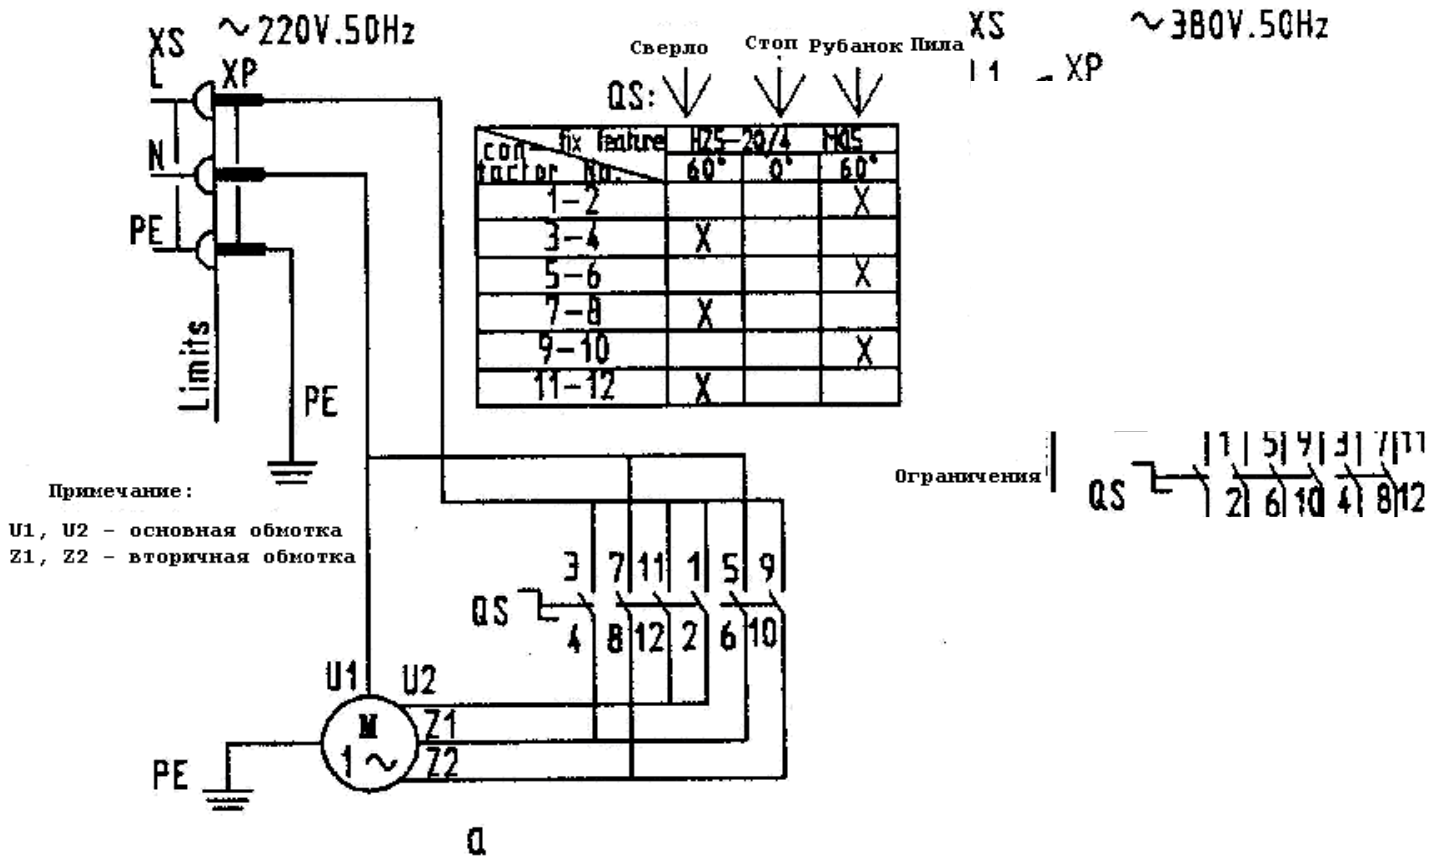 XS ~220V.50Hz
L XP
N
PE
Limits
PE
Сверло Стоп Рубанок Пила
QS:
fix feature HZ5-20/4 M05
con-
tactor No. 60° 0° 60°
1-2 X
3-4 X
5-6 X
7-8 X
9-10 X
11-12 X
XS ~380V.50Hz
L1 XP
Примечание:
U1, U2 - основная обмотка
Z1, Z2 - вторичная обмотка
Ограничения
1 5 9 3 7 11
QS
2 6 10 4 8 12
3 7 11 1 5 9
QS
4 8 12 2 6 10
U1 U2
M Z1
1~ Z2
PE
a